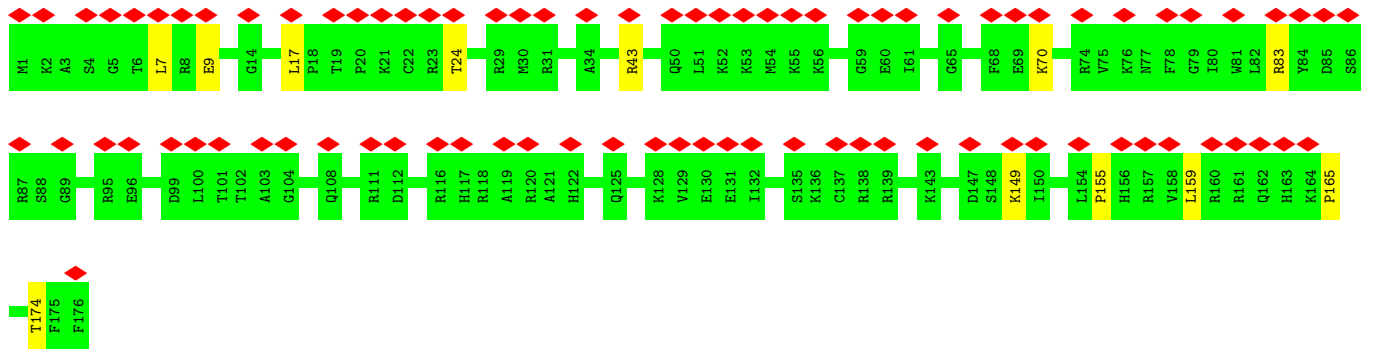 M1 K2 A3 S4 G5 T6 L7 R8 E9 G14 L17 P18 T19 P20 K21 C22 R23 T24 R29 M30 R31 A34 R43 Q50 L51 K52 K53 M54 K55 K56 G59 E60 I61 G65 F68 E69 K70 R74 V75 K76 N77 F78 G79 I80 W81 L82 R83 Y84 D85 S86
R87 S88 G89 R95 E96 D99 L100 T101 T102 A103 G104 Q108 R111 D112 R116 H117 R118 A119 R120 A121 H122 Q125 K128 V129 E130 E131 I132 S135 K136 C137 R138 R139 K143 D147 S148 K149 I150 L154 P155 H156 R157 V158 L159 R160 R161 Q162 H163 K164 P165
T174 F175 F176